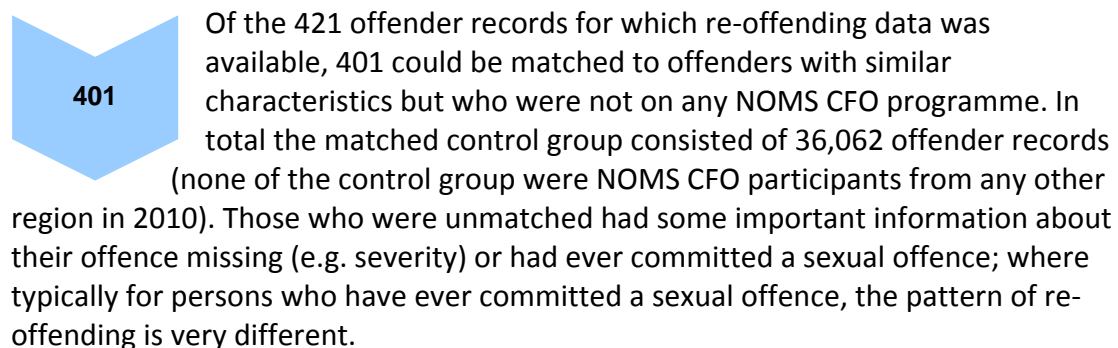 Of the 421 offender records for which re-offending data was
available, 401 could be matched to offenders with similar
401
characteristics but who were not on any NOMS CFO programme. In
total the matched control group consisted of 36,062 offender records
(none of the control group were NOMS CFO participants from any other
region in 2010). Those who were unmatched had some important information about
their offence missing (e.g. severity) or had ever committed a sexual offence; where
typically for persons who have ever committed a sexual offence, the pattern of re-
offending is very different.